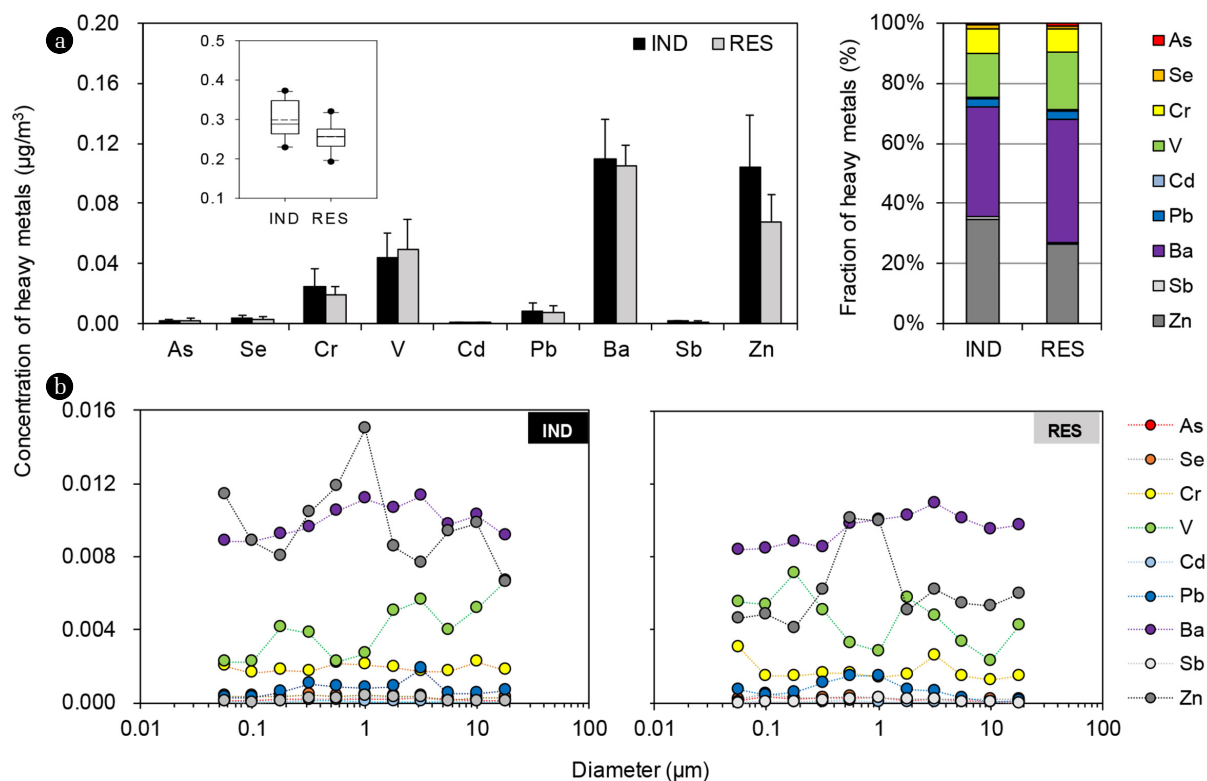 a
Concentration of heavy metals (µg/m³)
0.20
0.16
0.12
0.08
0.04
0.00
IND RES
0.5
0.4
0.3
0.2
0.1
IND RES
As Se Cr V Cd Pb Ba Sb Zn
Fraction of heavy metals (%)
100%
80%
60%
40%
20%
0%
IND RES
As
Se
Cr
V
Cd
Pb
Ba
Sb
Zn
b
0.016
0.012
0.008
0.004
0.000
IND
0.01 0.1 1 10 100
RES
0.01 0.1 1 10 100
As
Se
Cr
V
Cd
Pb
Ba
Sb
Zn
Diameter (µm)